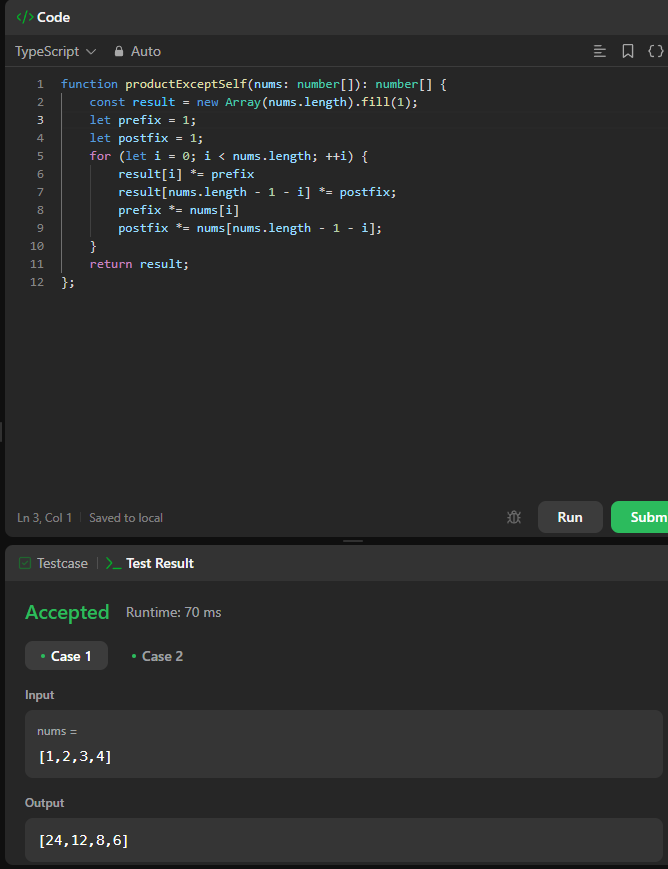 </> Code
TypeScript Auto
1 function productExceptSelf(nums: number[]): number[] {
2     const result = new Array(nums.length).fill(1);
3     let prefix = 1;
4     let postfix = 1;
5     for (let i = 0; i < nums.length; ++i) {
6         result[i] *= prefix
7         result[nums.length - 1 - i] *= postfix;
8         prefix *= nums[i]
9         postfix *= nums[nums.length - 1 - i];
10     }
11     return result;
12 };
Ln 3, Col 1 Saved to local Run Subm
Testcase >_ Test Result
Accepted Runtime: 70 ms
• Case 1 • Case 2
Input
nums =
[1,2,3,4]
Output
[24,12,8,6]